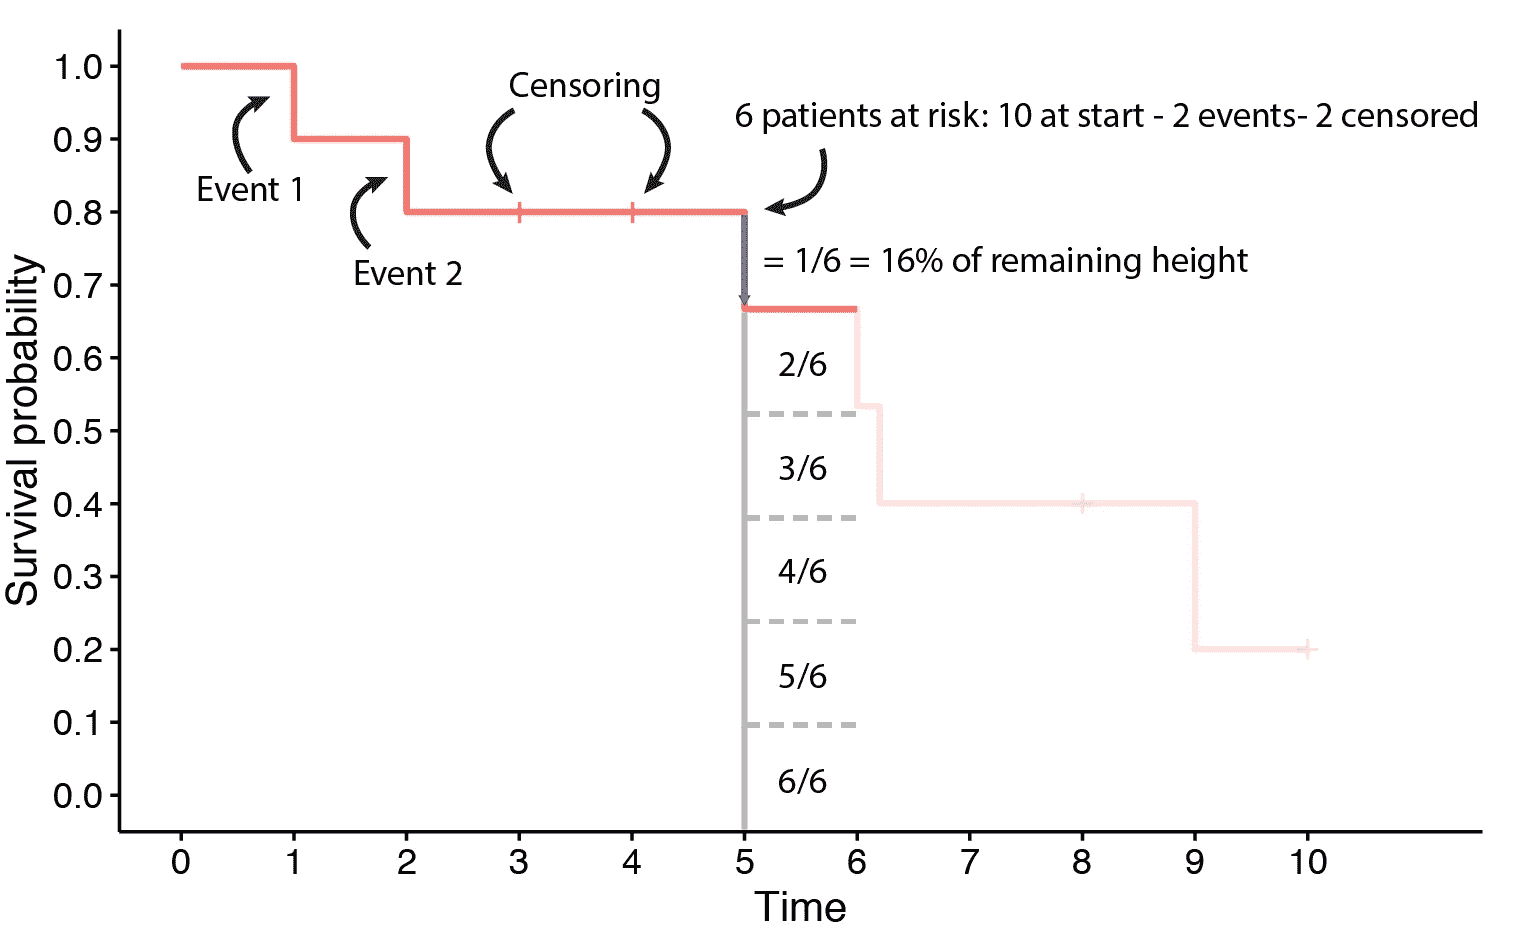 1.0
0.9
0.8
0.7
0.6
0.5
0.4
0.3
0.2
0.1
0.0
Survival probability
Censoring
6 patients at risk: 10 at start - 2 events- 2 censored
Event 1
Event 2
= 1/6 = 16% of remaining height
2/6
3/6
4/6
5/6
6/6
0 1 2 3 4 5 6 7 8 9 10
Time